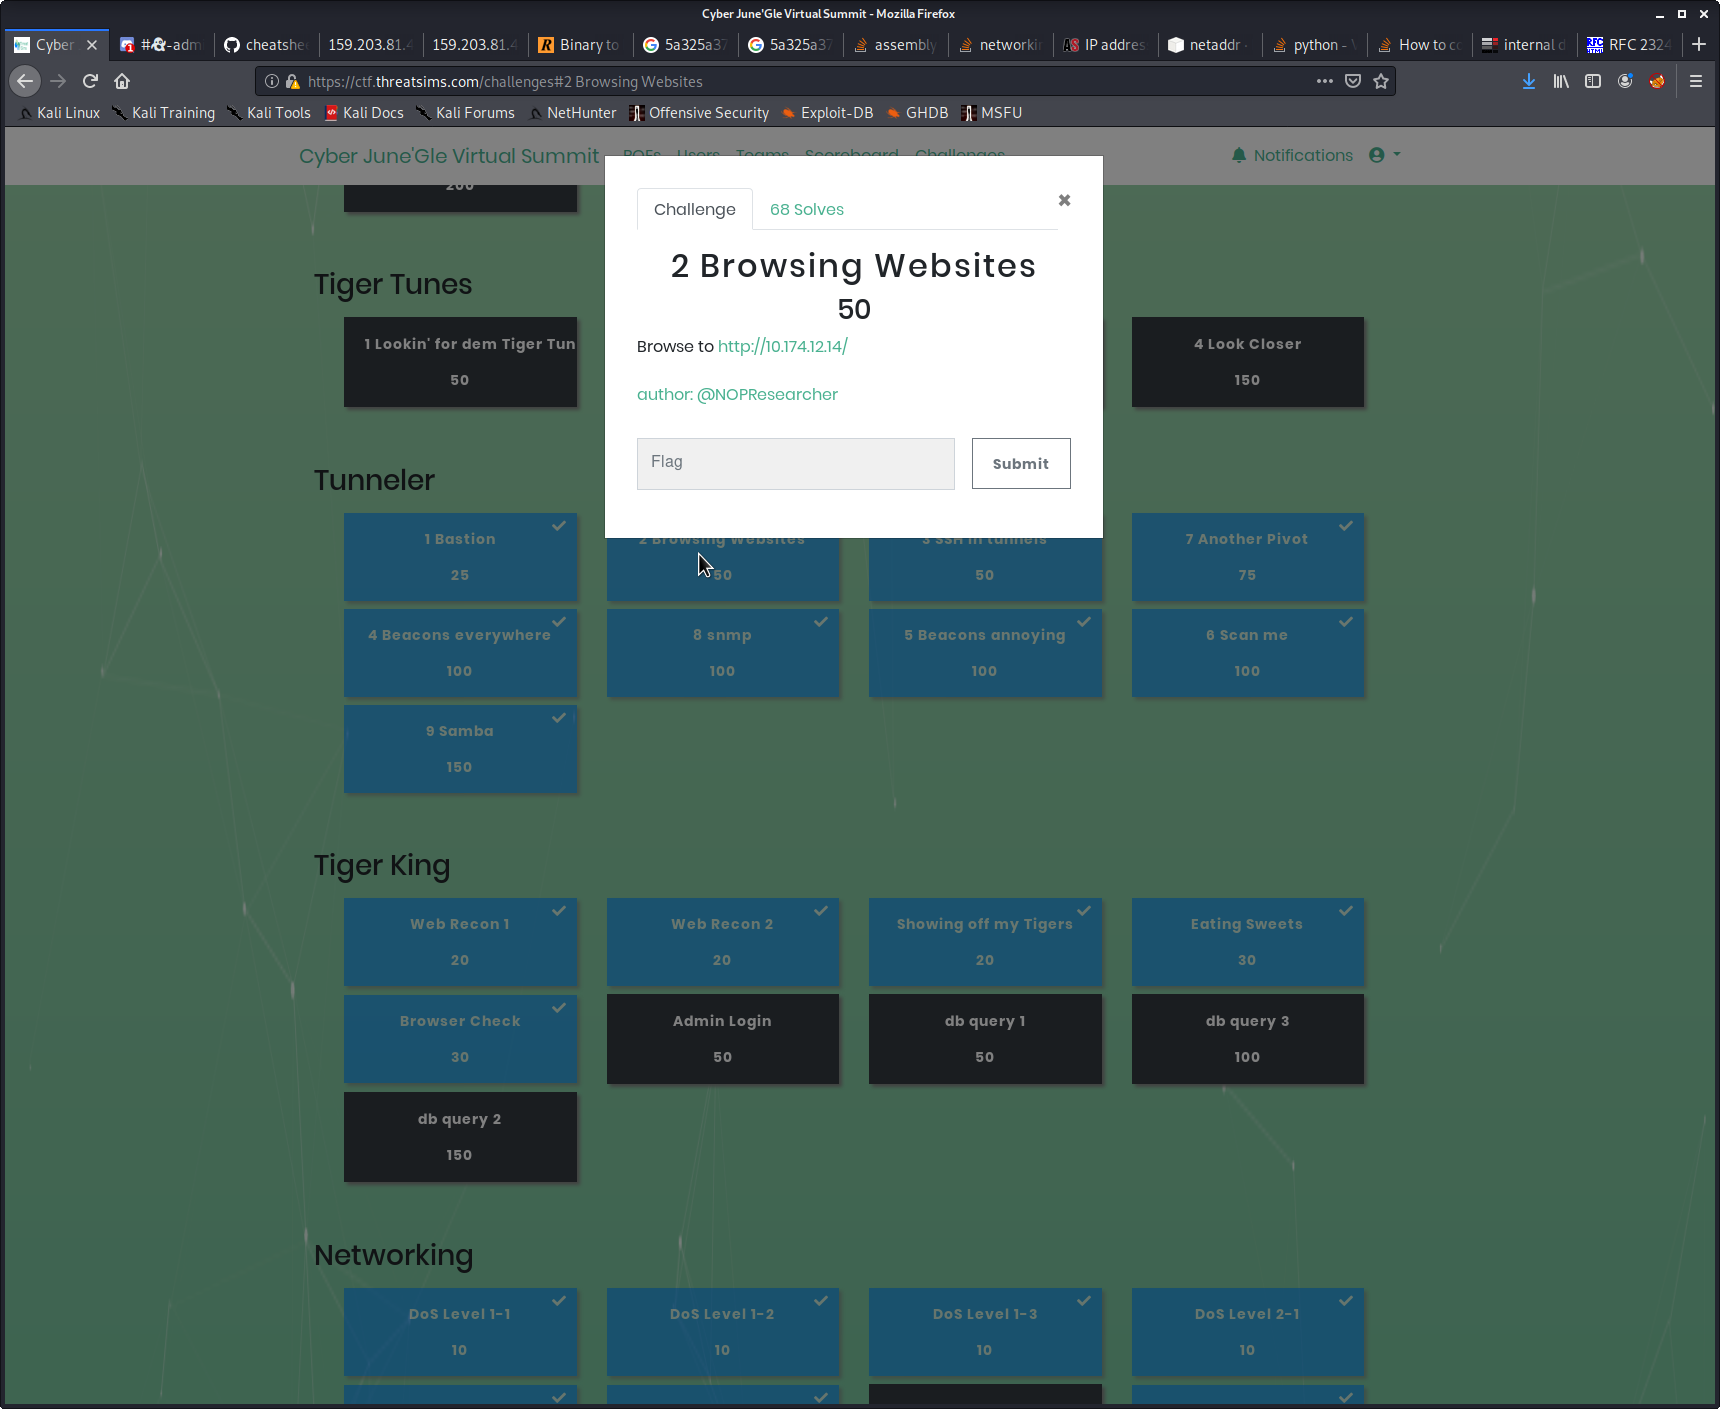 Cyber June'Gle Virtual Summit - Mozilla Firefox
Cyber
-adm
cheatshe
159.203.81.4
159.203.81.4
Binary to
5a325a37
5a325a37
assembly
networki
IP addres
netaddr
python -
How to c
internal d
RFC 2324
https://ctf.threatsims.com/challenges#2 Browsing Websites
Kali Linux
Kali Training
Kali Tools
Kali Docs
Kali Forums
NetHunter
Offensive Security
Exploit-DB
GHDB
MSFU
Cyber June'Gle Virtual Summit
Users
Teams
Scoreboard
Challenges
Notifications
200
Challenge
68 Solves
2 Browsing Websites
50
Browse to http://10.174.12.14/
author: @NOPResearcher
Flag
Submit
Tiger Tunes
1 Lookin' for dem Tiger Tun
50
4 Look Closer
150
Tunneler
1 Bastion
25
2 Browsing Websites
50
3 SSH in tunnels
50
7 Another Pivot
75
4 Beacons everywhere
100
8 snmp
100
5 Beacons annoying
100
6 Scan me
100
9 Samba
150
Tiger King
Web Recon 1
20
Web Recon 2
20
Showing off my Tigers
20
Eating Sweets
30
Browser Check
30
Admin Login
50
db query 1
50
db query 3
100
db query 2
150
Networking
DoS Level 1-1
10
DoS Level 1-2
10
DoS Level 1-3
10
DoS Level 2-1
10